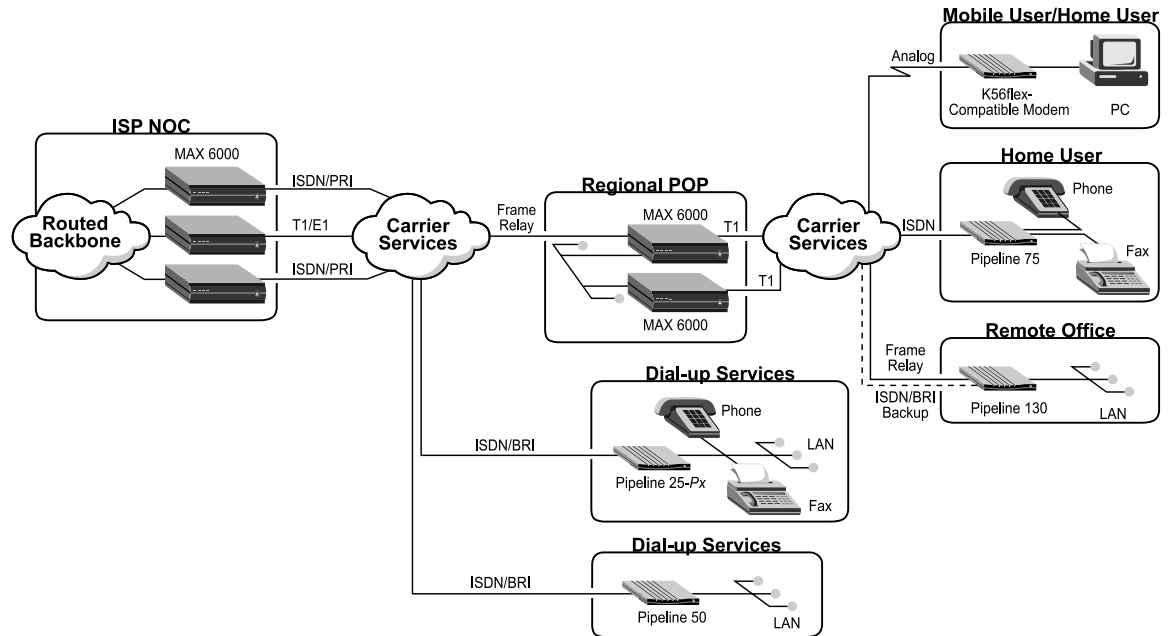 Mobile User/Home User
Analog
K56flex-
Compatible Modem
PC
ISP NOC
MAX 6000
ISDN/PRI
Routed
Backbone
T1/E1
ISDN/PRI
Carrier
Services
Frame
Relay
Regional POP
MAX 6000
T1
T1
MAX 6000
Carrier
Services
Home User
Phone
ISDN
Pipeline 75
Fax
Remote Office
Frame
Relay
ISDN/BRI
Backup
Pipeline 130
LAN
Dial-up Services
Phone
LAN
ISDN/BRI
Pipeline 25-Px
Fax
Dial-up Services
ISDN/BRI
Pipeline 50
LAN